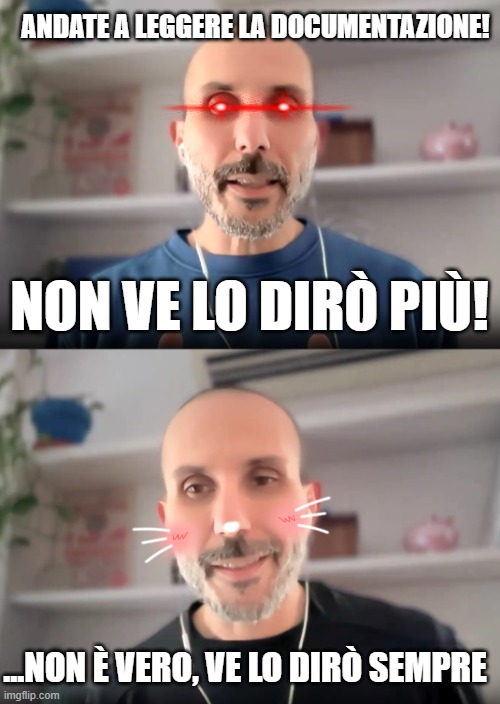 ANDATE A LEGGERE LA DOCUMENTAZIONE!
NON VE LO DIRÒ PIÙ!
...NON È VERO, VE LO DIRÒ SEMPRE
imgflip.com